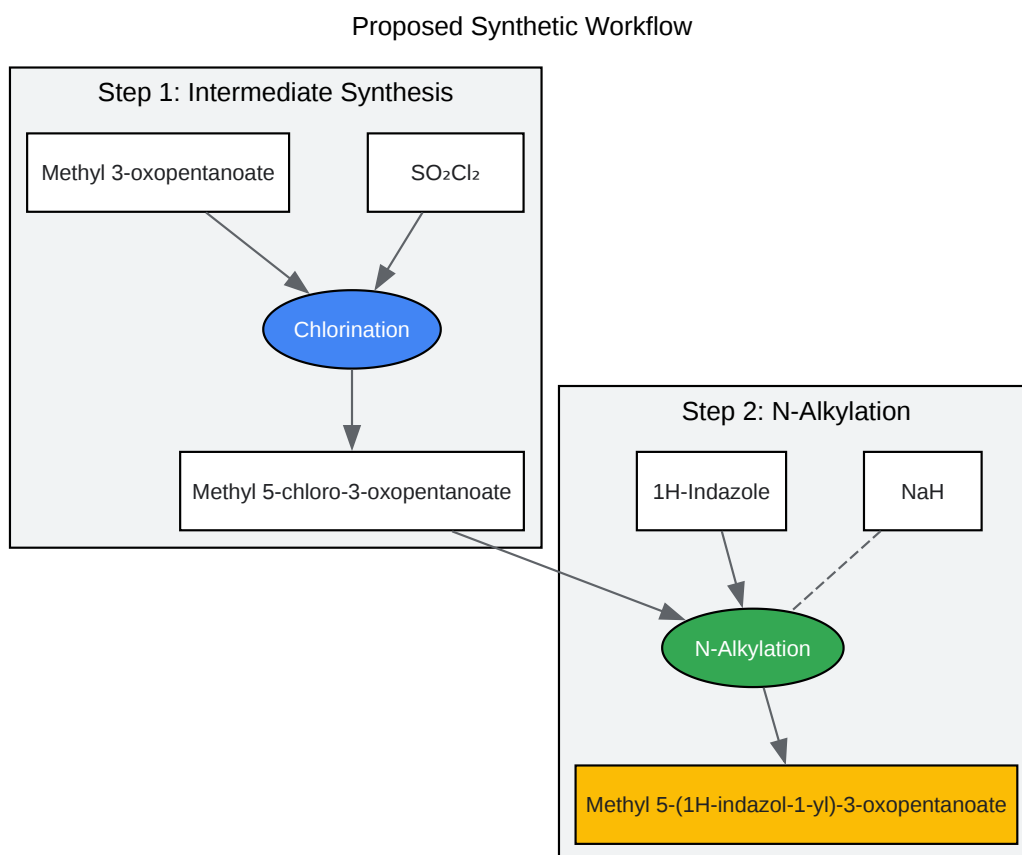 Proposed Synthetic Workflow
Step 1: Intermediate Synthesis
Methyl 3-oxopentanoate
SO₂Cl₂
Chlorination
Methyl 5-chloro-3-oxopentanoate
Step 2: N-Alkylation
1H-Indazole
NaH
N-Alkylation
Methyl 5-(1H-indazol-1-yl)-3-oxopentanoate